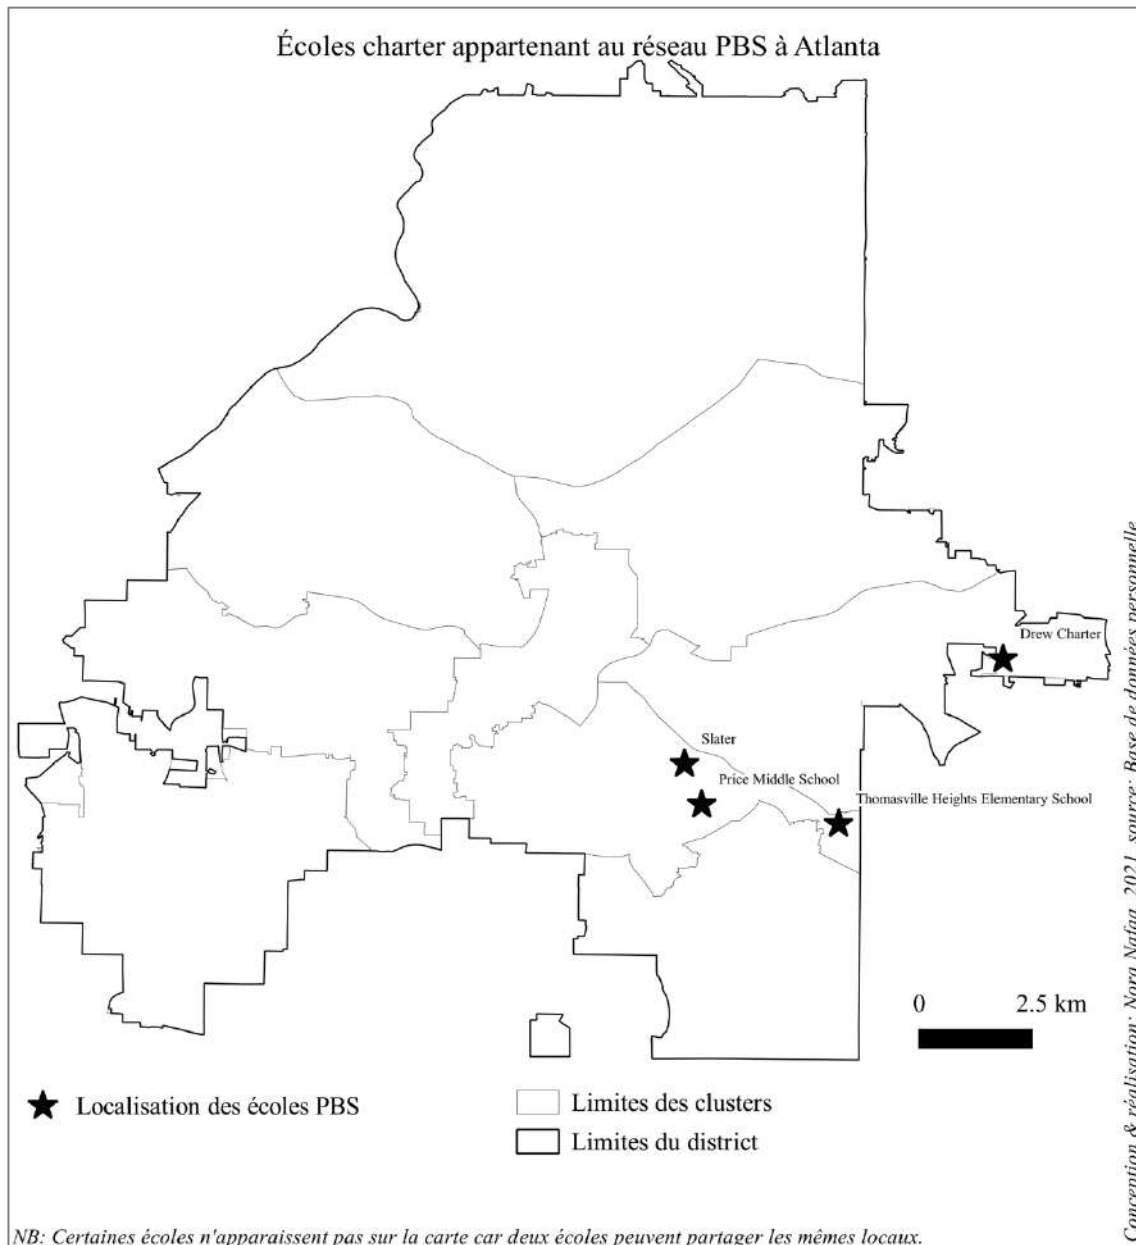 Écoles charter appartenant au réseau PBS à Atlanta
Drew Charter
Slater
Price Middle School
Thomasville Heights Elementary School
0 2.5 km
Localisation des écoles PBS
Limites des clusters
Limites du district
NB: Certaines écoles n'apparaissent pas sur la carte car deux écoles peuvent partager les mêmes locaux.
Conception & réalisation: Nora Nafaa, 2021, source: Base de données personnelle